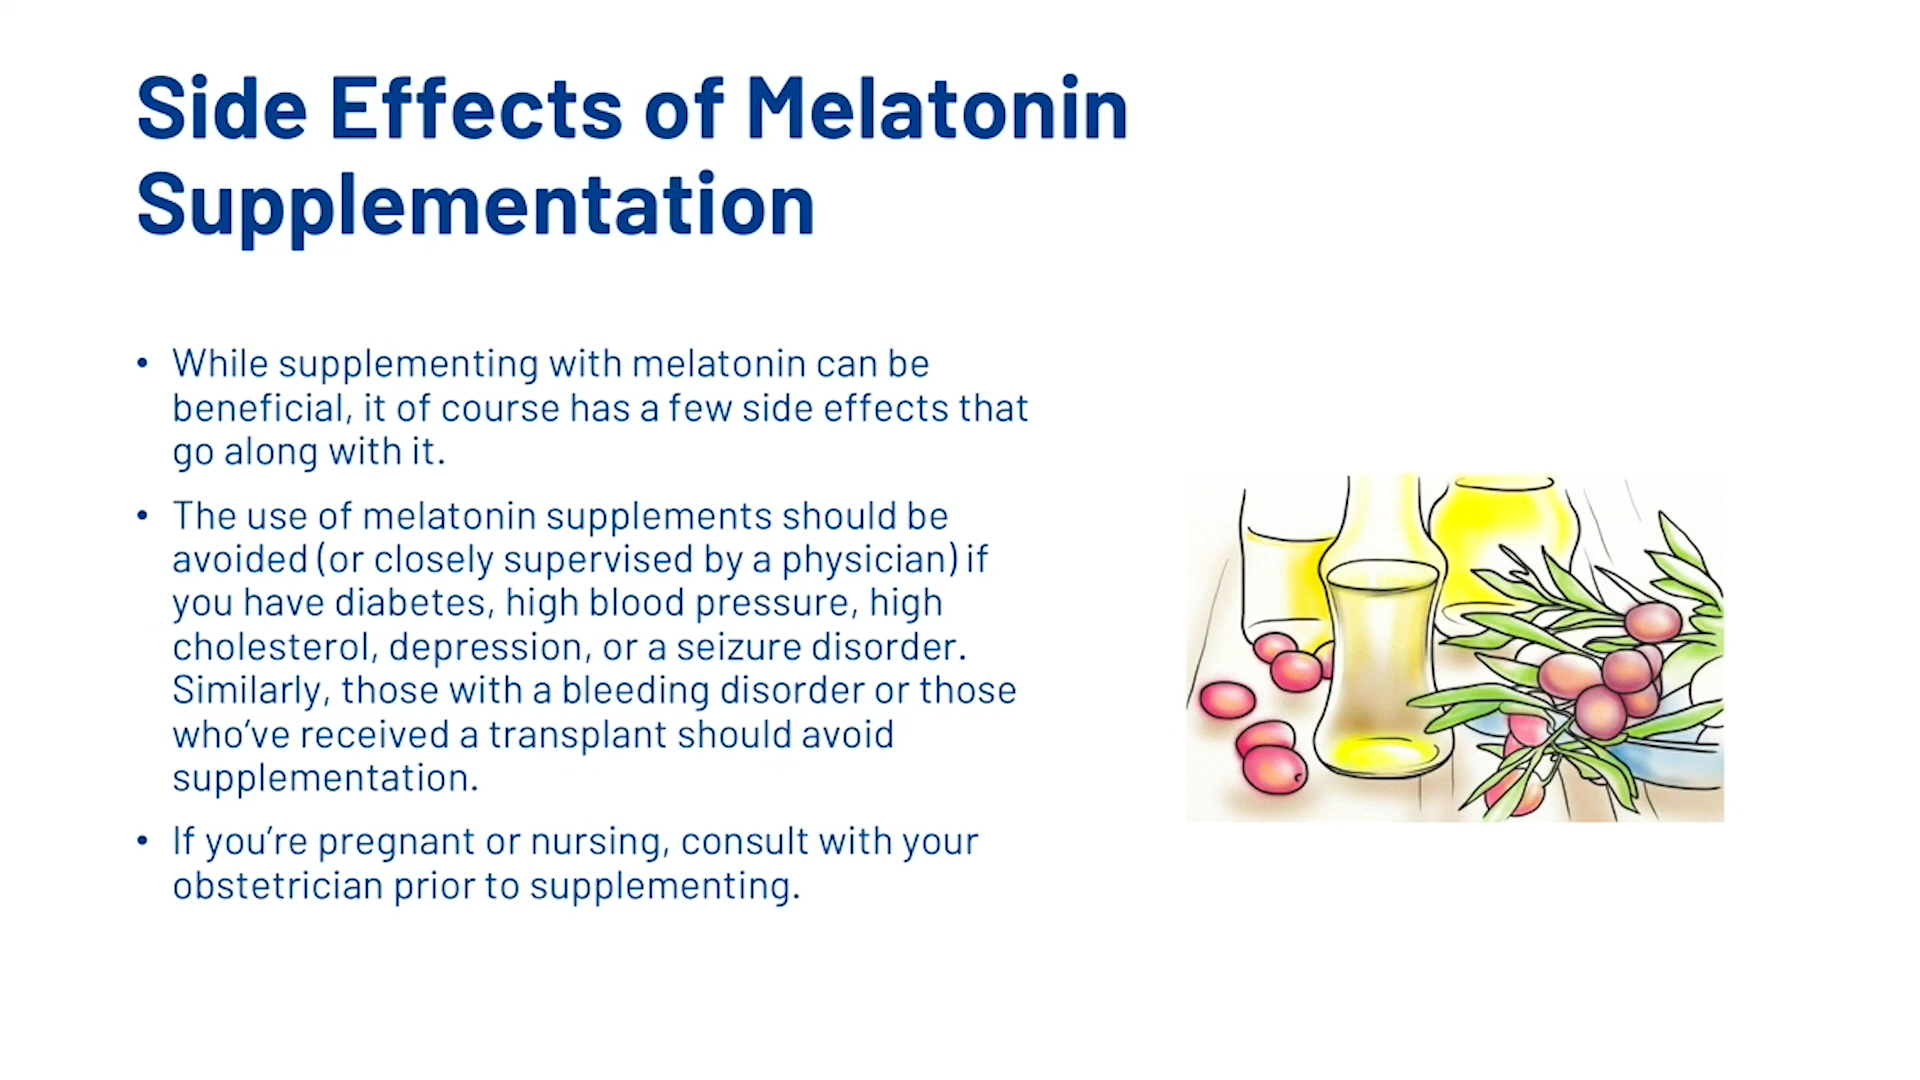 Side Effects of Melatonin
Supplementation
• While supplementing with melatonin can be
beneficial, it of course has a few side effects that
go along with it.
• The use of melatonin supplements should be
avoided (or closely supervised by a physician) if
you have diabetes, high blood pressure, high
cholesterol, depression, or a seizure disorder.
Similarly, those with a bleeding disorder or those
who’ve received a transplant should avoid
supplementation.
• If you’re pregnant or nursing, consult with your
obstetrician prior to supplementing.